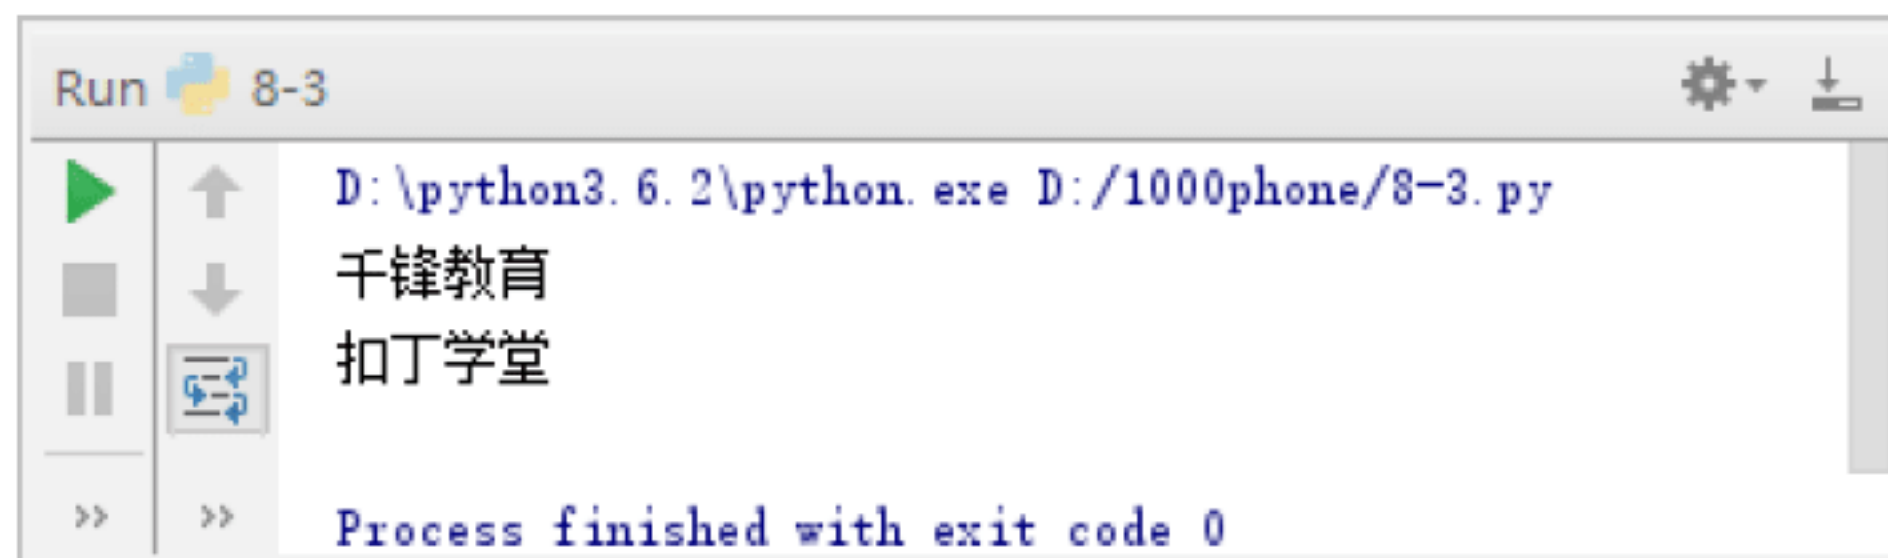 Run 8-3
D:\python3.6.2\python.exe D:/1000phone/8-3.py
千锋教育
扣丁学堂
Process finished with exit code 0